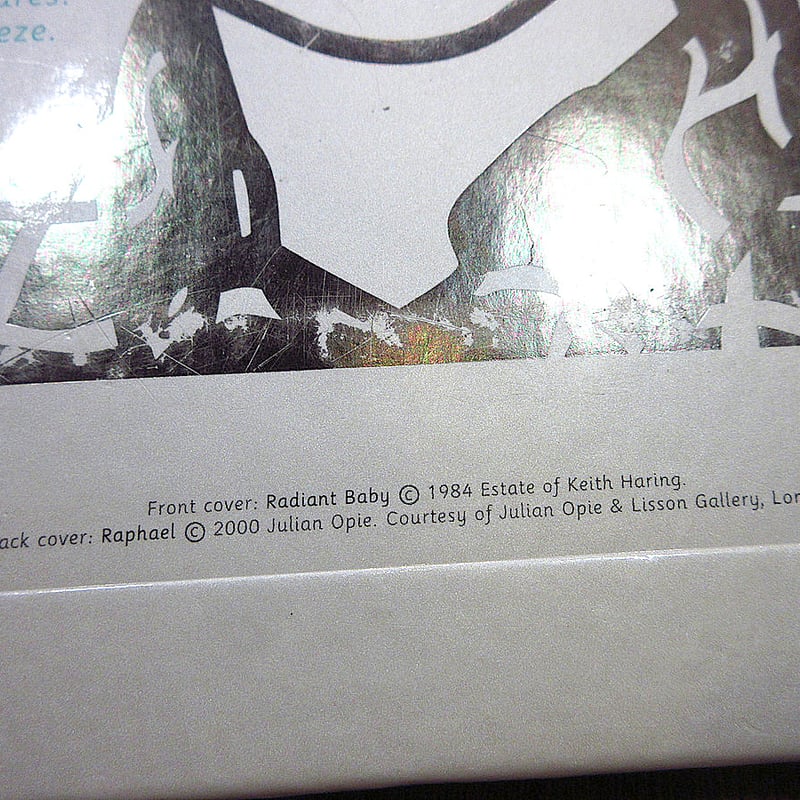 eze.
Front cover: Radiant Baby © 1984 Estate of Keith Haring.
ack cover: Raphael © 2000 Julian Opie. Courtesy of Julian Opie & Lisson Gallery, Lon